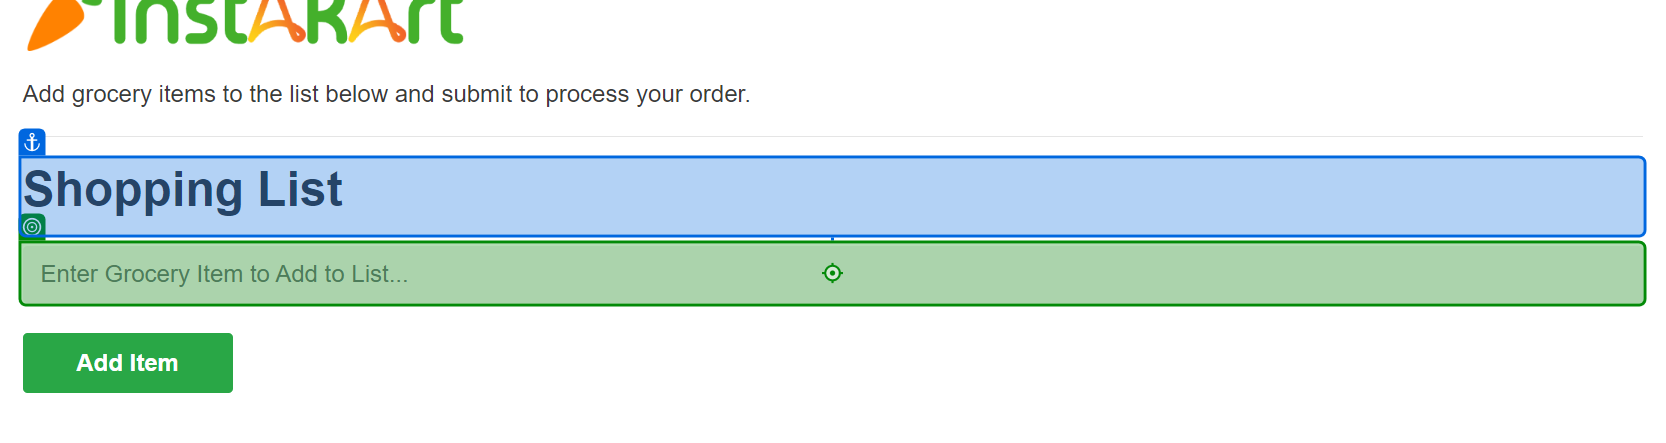 InstAkArt
Add grocery items to the list below and submit to process your order.
Shopping List
Enter Grocery Item to Add to List...
Add Item